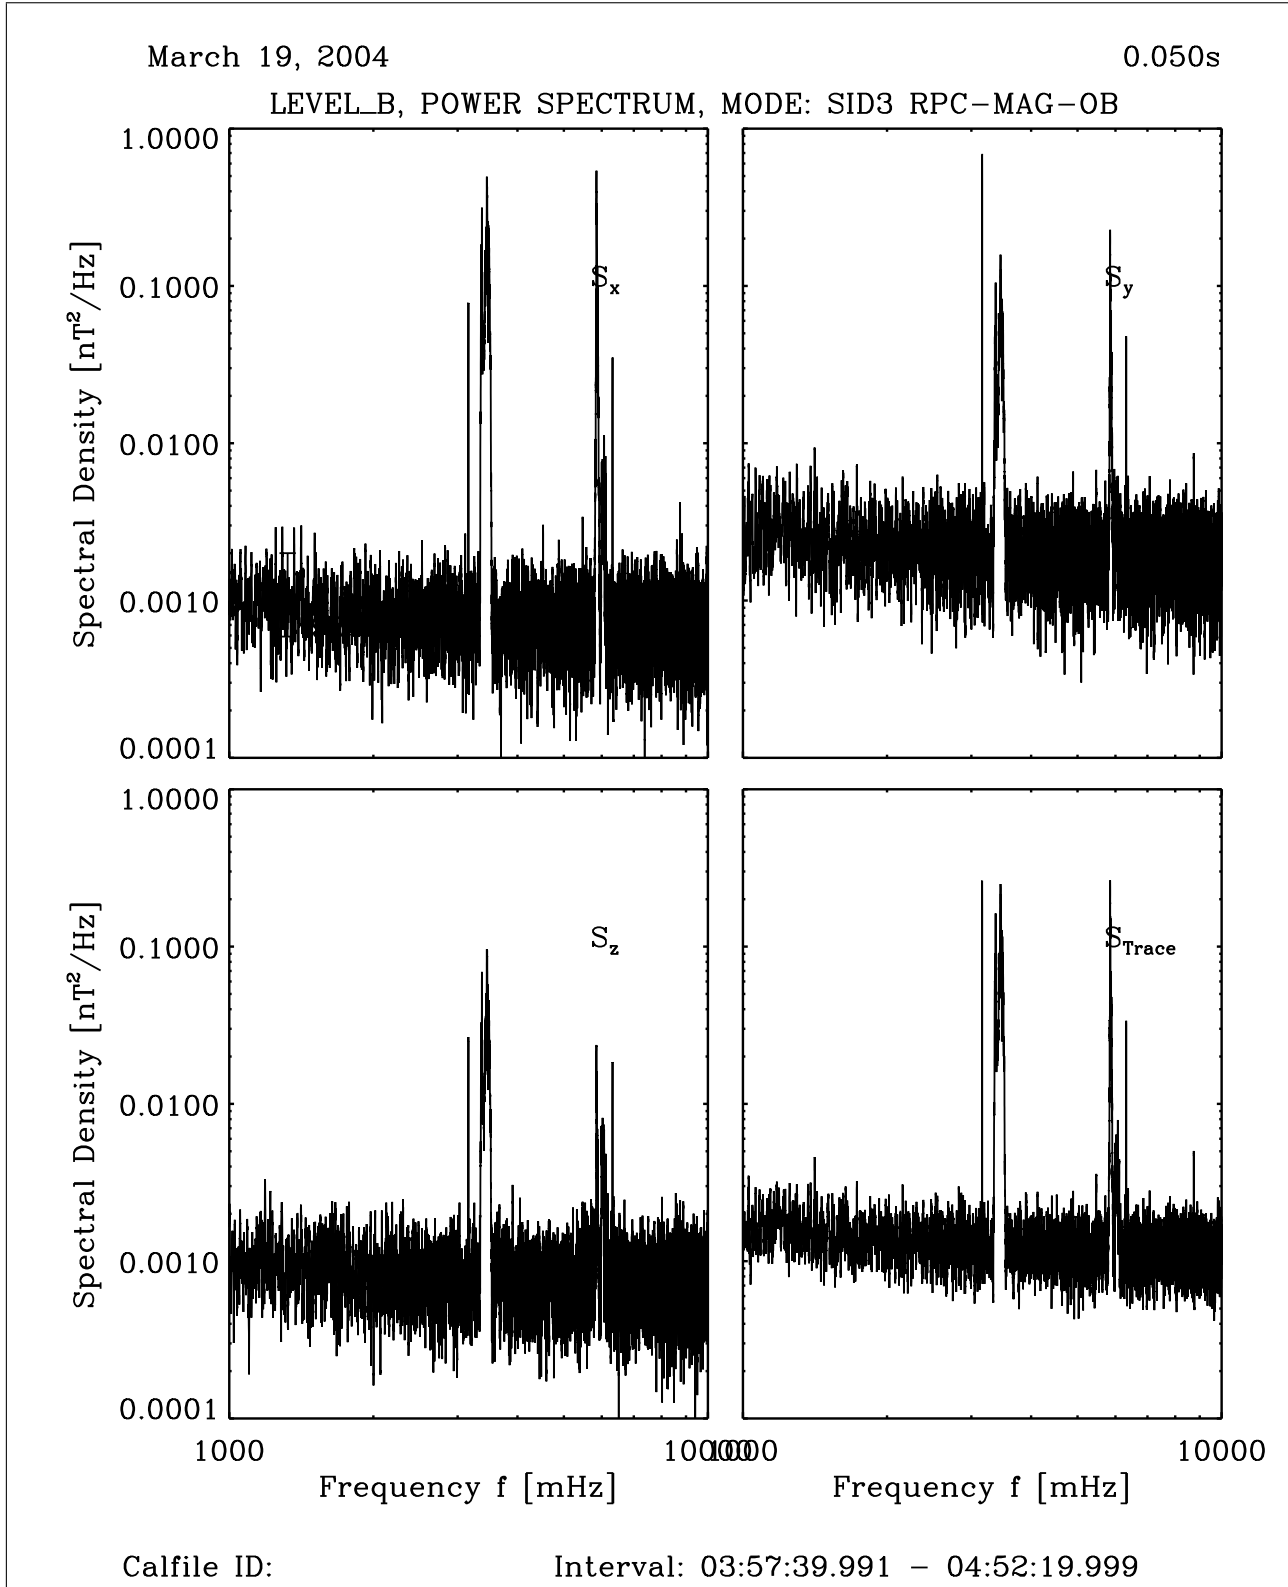 March 19, 2004 0.050s
LEVEL_B, POWER SPECTRUM, MODE: SID3 RPC-MAG-OB
Spectral Density [nT²/Hz]
1.0000
0.1000
0.0100
0.0010
0.0001
Sx
Sy
Spectral Density [nT²/Hz]
1.0000
0.1000
0.0100
0.0010
0.0001
Sz
STrace
1000 10000 1000 10000
Frequency f [mHz] Frequency f [mHz]
Calfile ID: Interval: 03:57:39.991 - 04:52:19.999